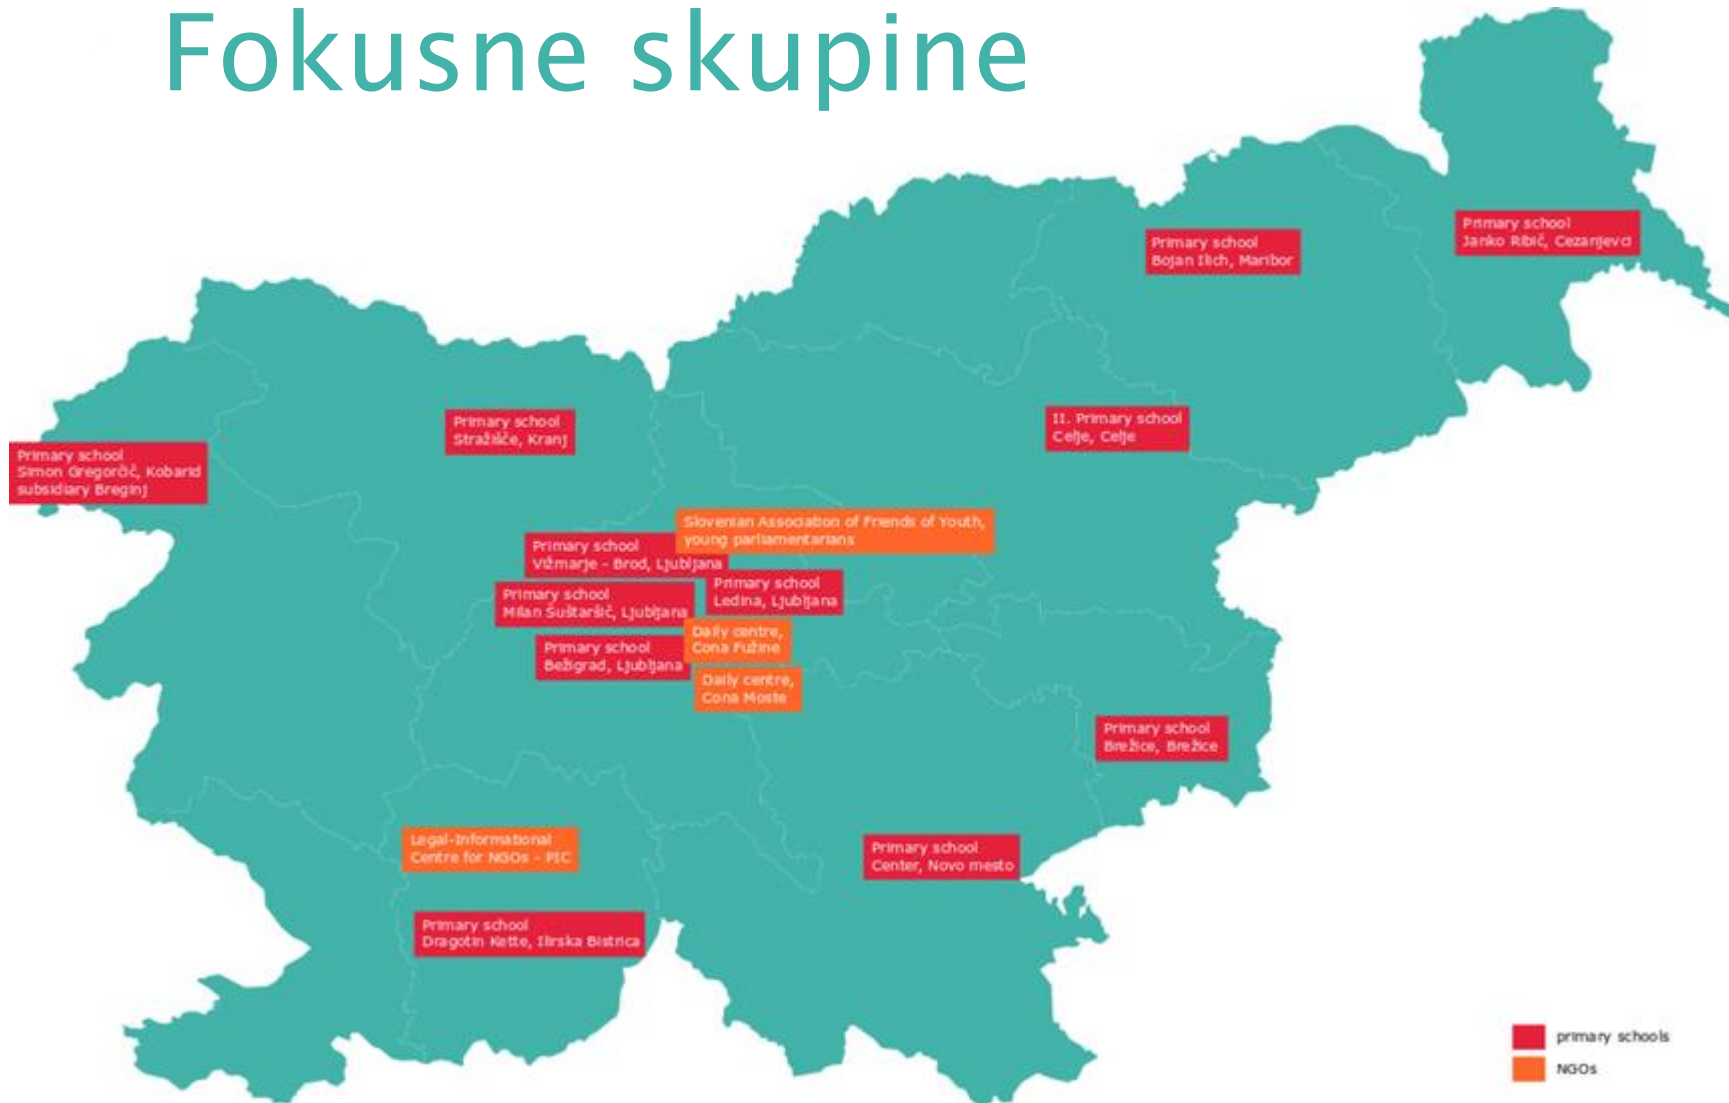 Fokusne skupine
Primary school
Janko Ribič, Cezanjevci
Primary school
Bojan Ilich, Maribor
Primary school
Stražišče, Kranj
II. Primary school
Celje, Celje
Primary school
Simon Gregorčič, Kobarid
subsidiary Breginj
Slovenian Association of Friends of Youth,
young parliamentarians
Primary school
Vižmarje - Brod, Ljubljana
Primary school
Ledina, Ljubljana
Primary school
Milan Šuštaršič, Ljubljana
Daily centre,
Cona Fužine
Primary school
Bežigrad, Ljubljana
Daily centre,
Cona Moste
Primary school
Brežice, Brežice
Legal-Informational
Centre for NGOs - PIC
Primary school
Center, Novo mesto
Primary school
Dragotin Kette, Ilirska Bistrica
primary schools
NGOs